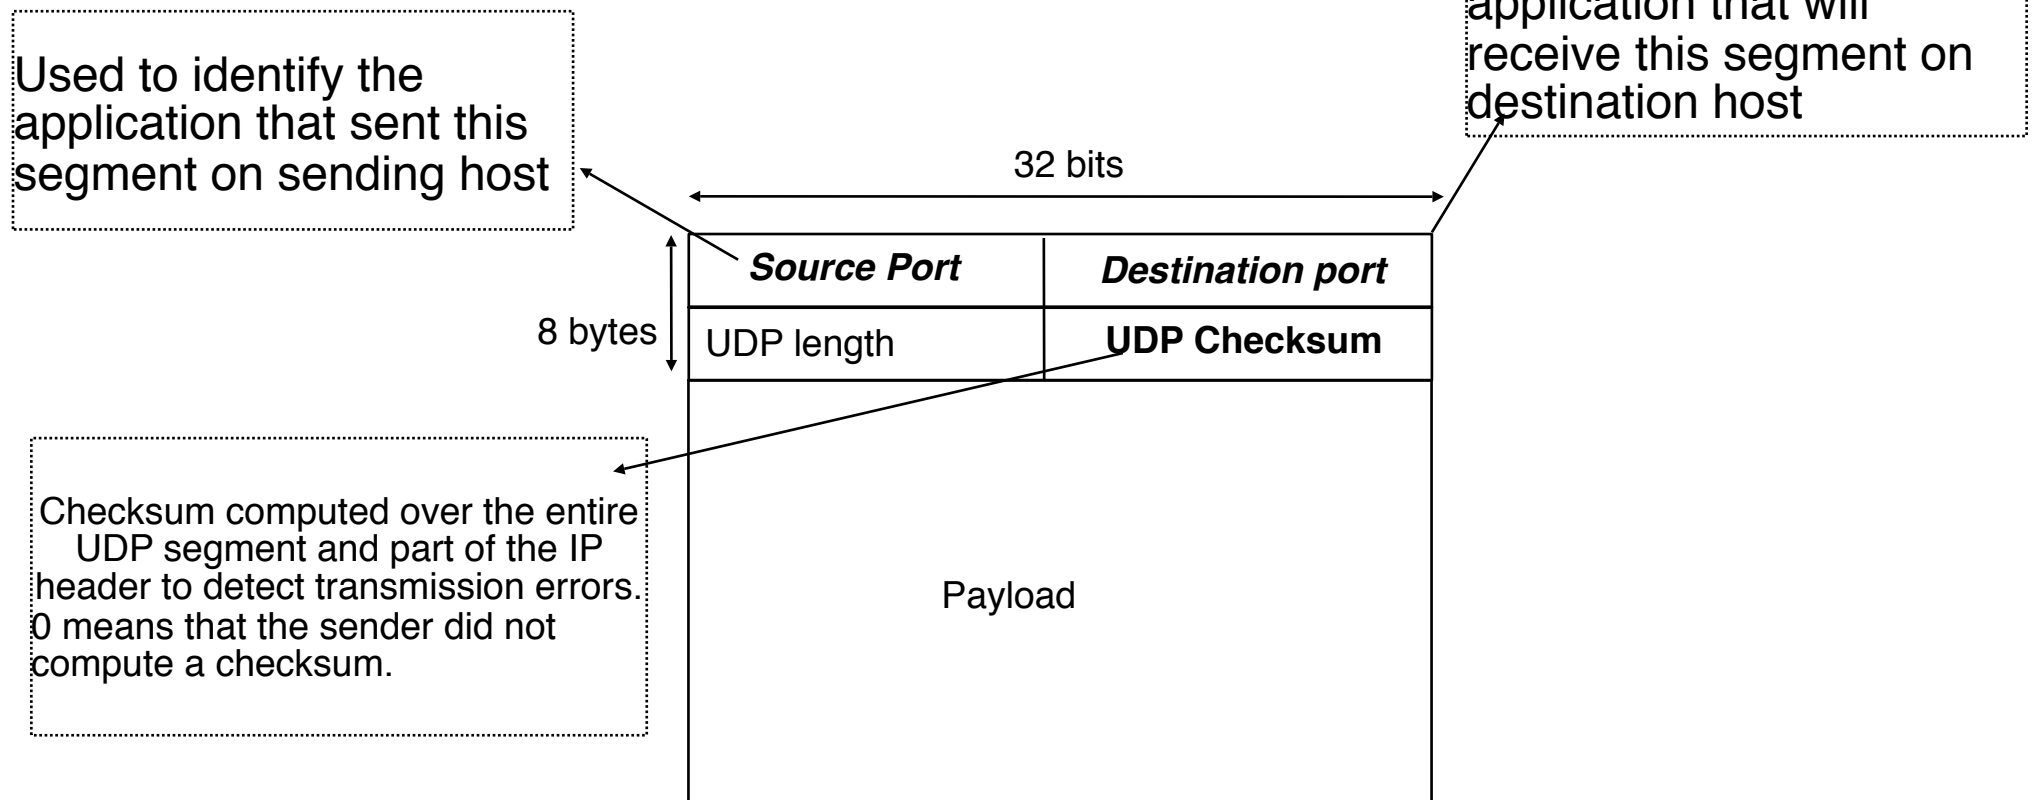 Used to identify the
application that sent this
segment on sending host
application that will
receive this segment on
destination host
32 bits
Source Port
Destination port
8 bytes
UDP length
UDP Checksum
Checksum computed over the entire
UDP segment and part of the IP
header to detect transmission errors.
0 means that the sender did not
compute a checksum.
Payload